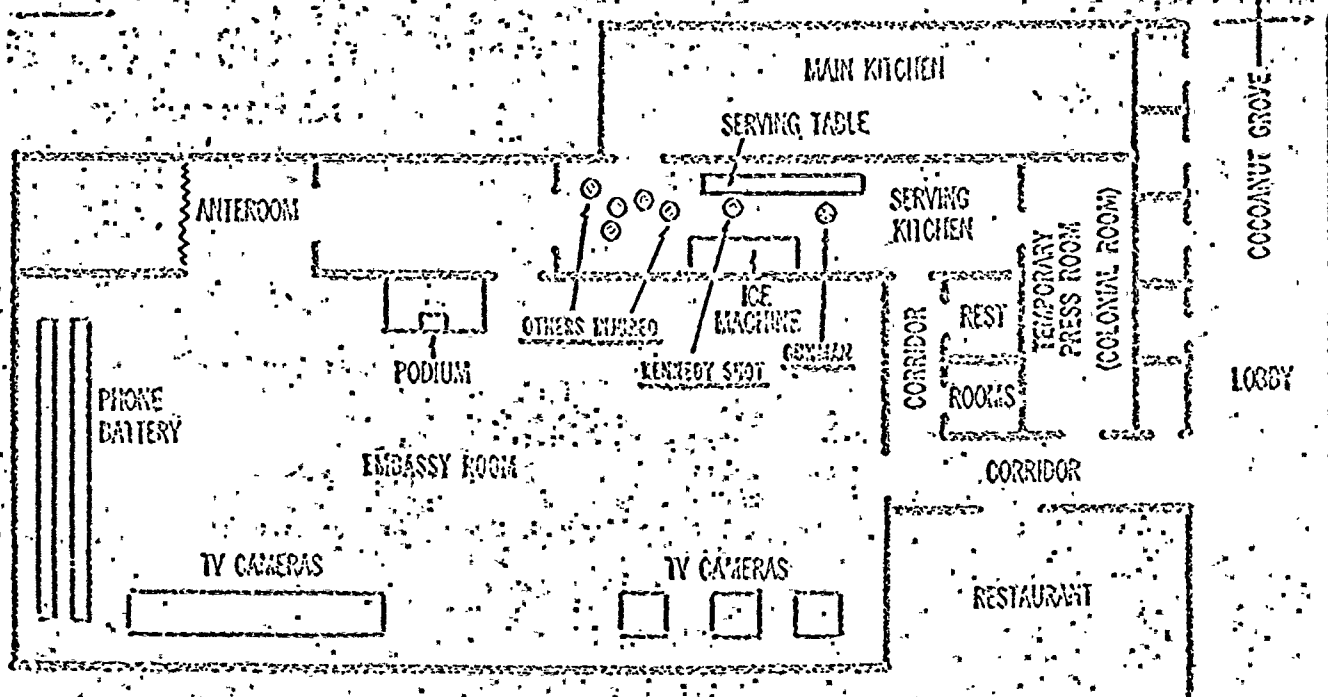 MAIN KITCHEN
SERVING TABLE
ANTEROOM
SERVING
KITCHEN
TEMPORARY
PRESS ROOM
(COLONIAL ROOM)
COCOANUT GROVE
ICE
MACHINE
OTHERS INJURED
KENNEDY SHOT
GUNMAN
PODIUM
CORRIDOR
REST
ROOMS
LOBBY
PHONE
BATTERY
EMBASSY ROOM
CORRIDOR
TV CAMERAS
TV CAMERAS
RESTAURANT